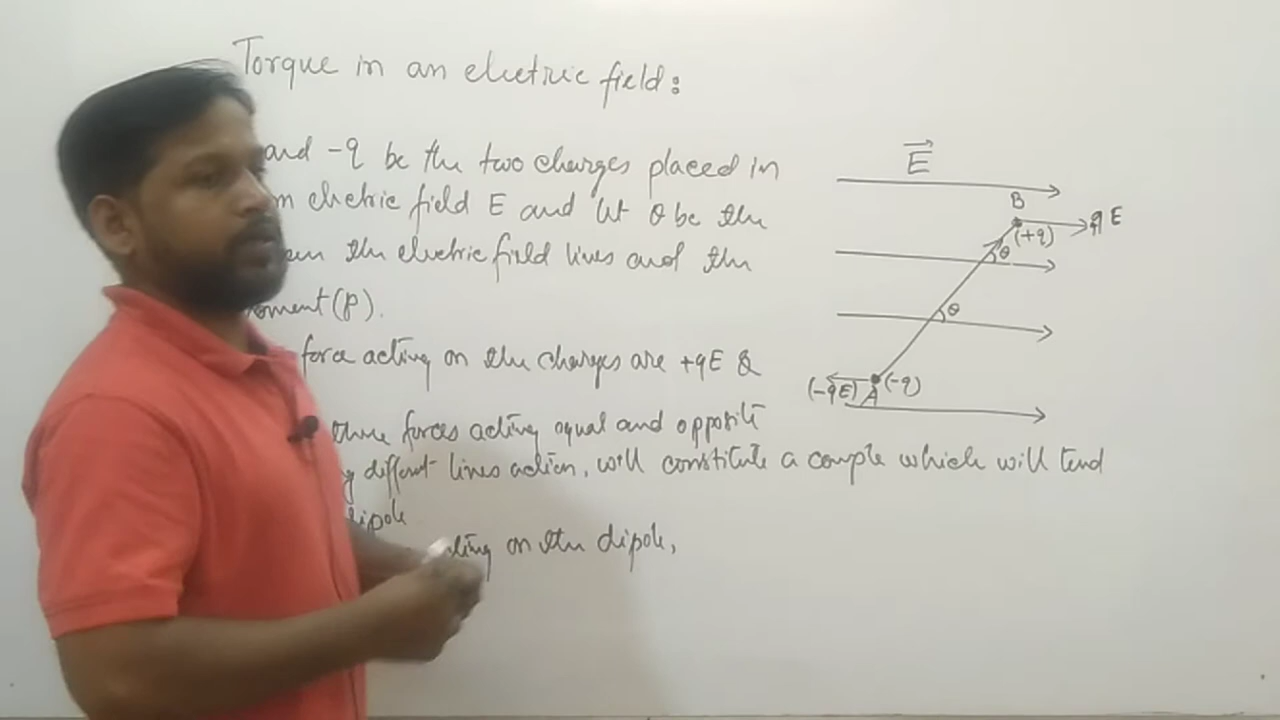 Torque in an electric field:
and -q be the two charges placed in
electric field E and let θ be the
the electric field lines and the
moment (p).
force acting on the charges are +qE &
these forces acting equal and opposite
different lines action, will constitute a couple which will tend
dipole
acting on the dipole,
E
B
qE
(+q)
θ
θ
(-qE) A (-q)